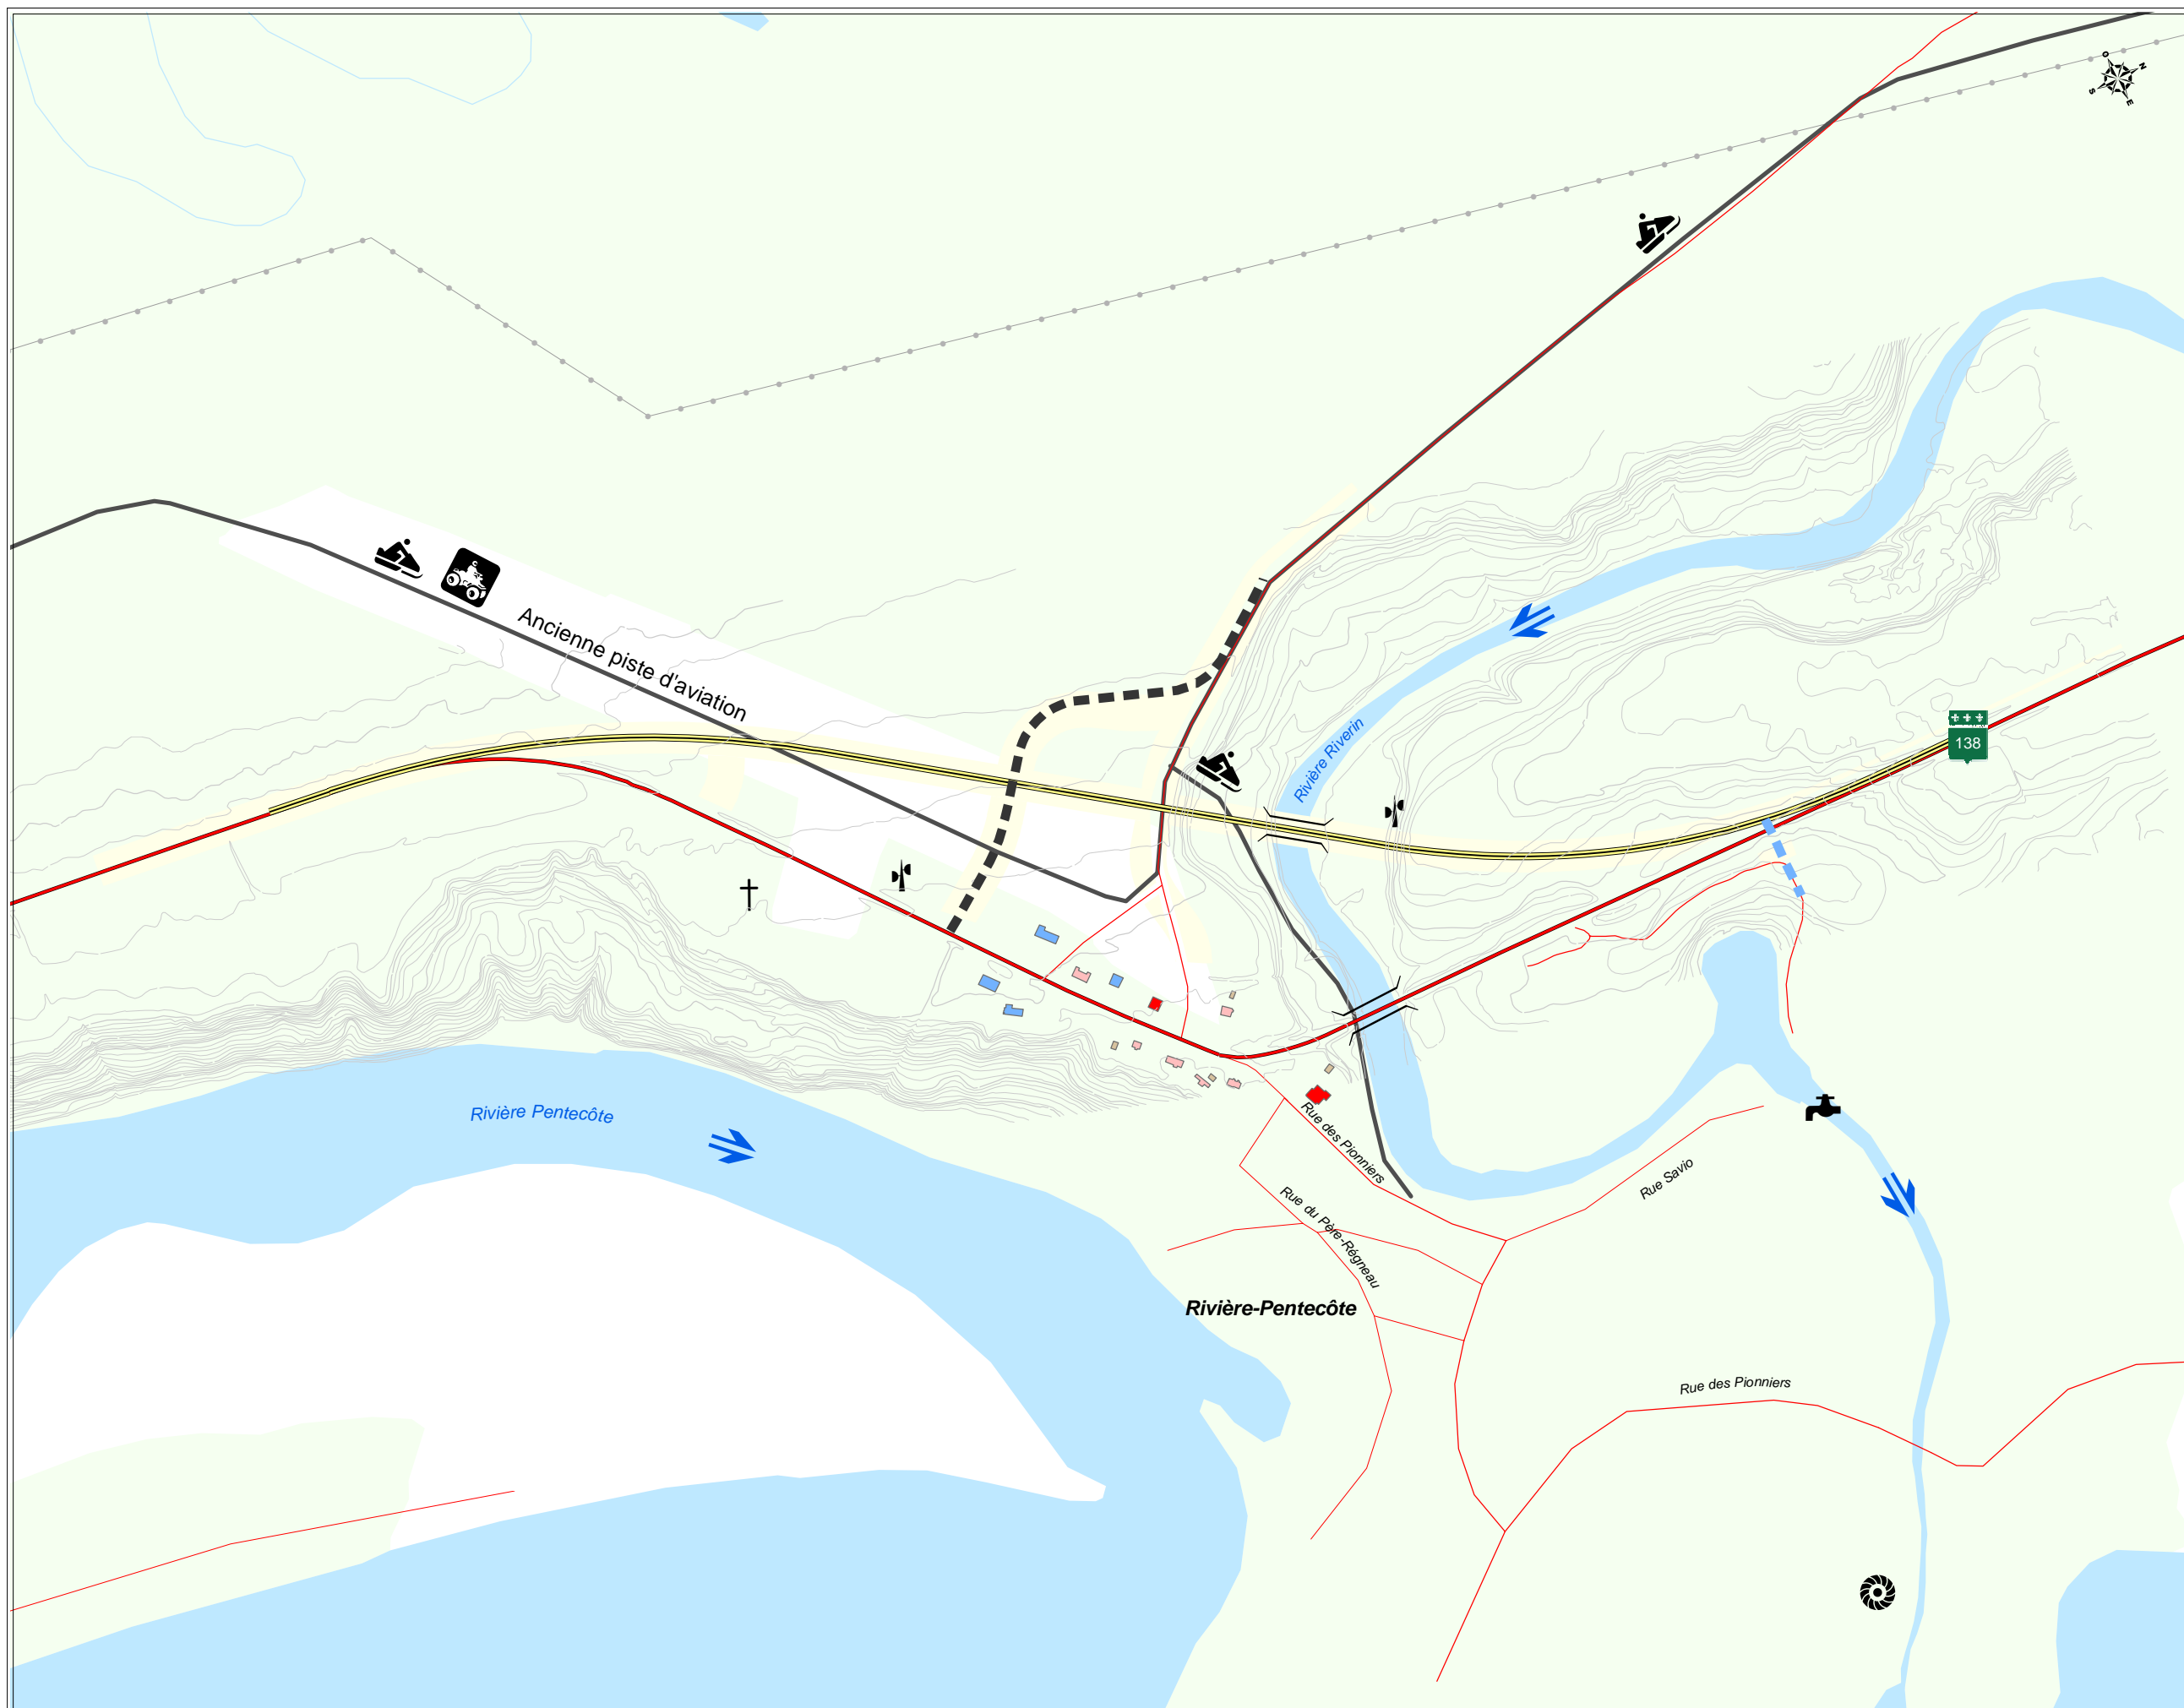 O
N
S
E
Ancienne piste d'aviation
Rivière Riverin
138
Rivière Pentecôte
Rue des Pionniers
Rue Savio
Rue du Père-Régneau
Rivière-Pentecôte
Rue des Pionniers